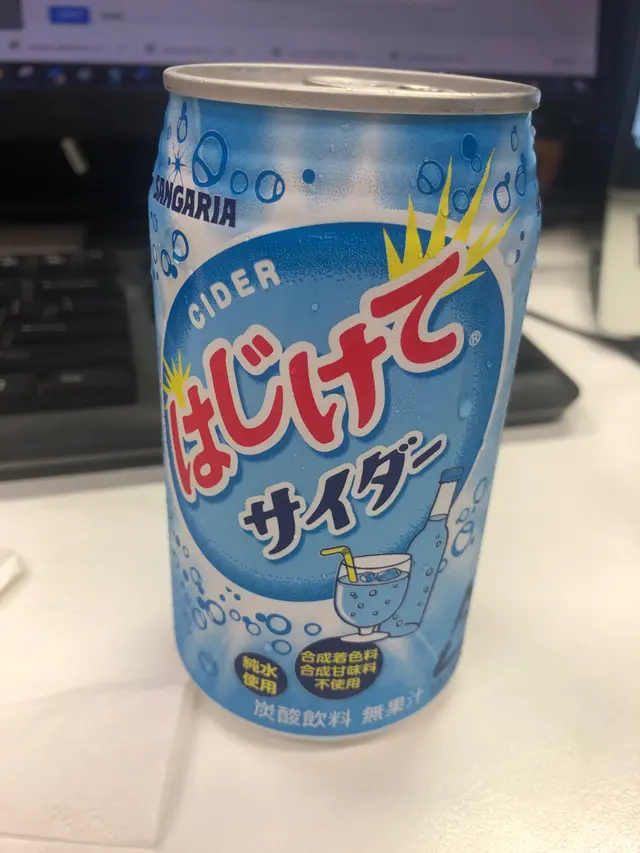 SANGARIA
CIDER
はじけて®
サイダー
純水
使用
合成着色料
合成甘味料
不使用
炭酸飲料 無果汁